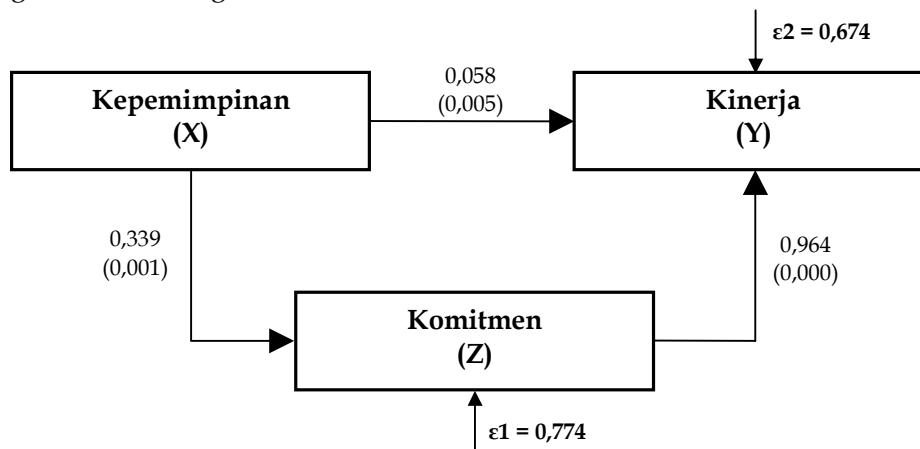 ε2 = 0,674
Kepemimpinan
(X)
0,058
(0,005)
Kinerja
(Y)
0,339
(0,001)
0,964
(0,000)
Komitmen
(Z)
ε1 = 0,774